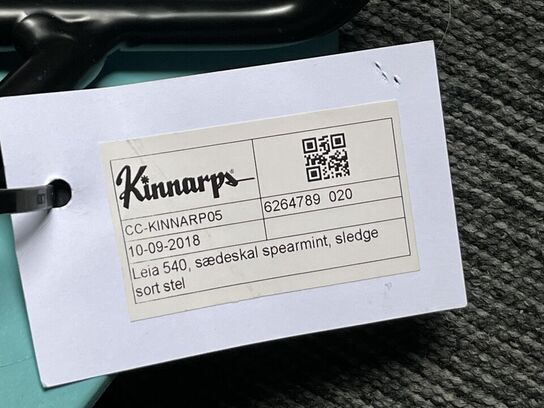 Kinnarps
CC-KINNARP05
6264789 020
10-09-2018
Leia 540, sædeskal spearmint, sledge
sort stel